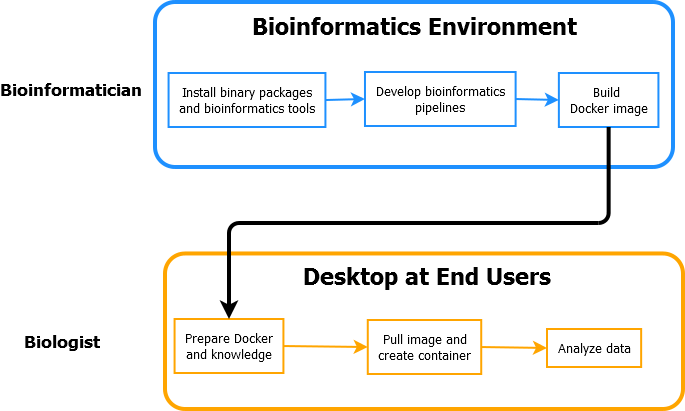 Bioinformatics Environment
Bioinformatician
Install binary packages
and bioinformatics tools
Develop bioinformatics
pipelines
Build
Docker image
Desktop at End Users
Biologist
Prepare Docker
and knowledge
Pull image and
create container
Analyze data